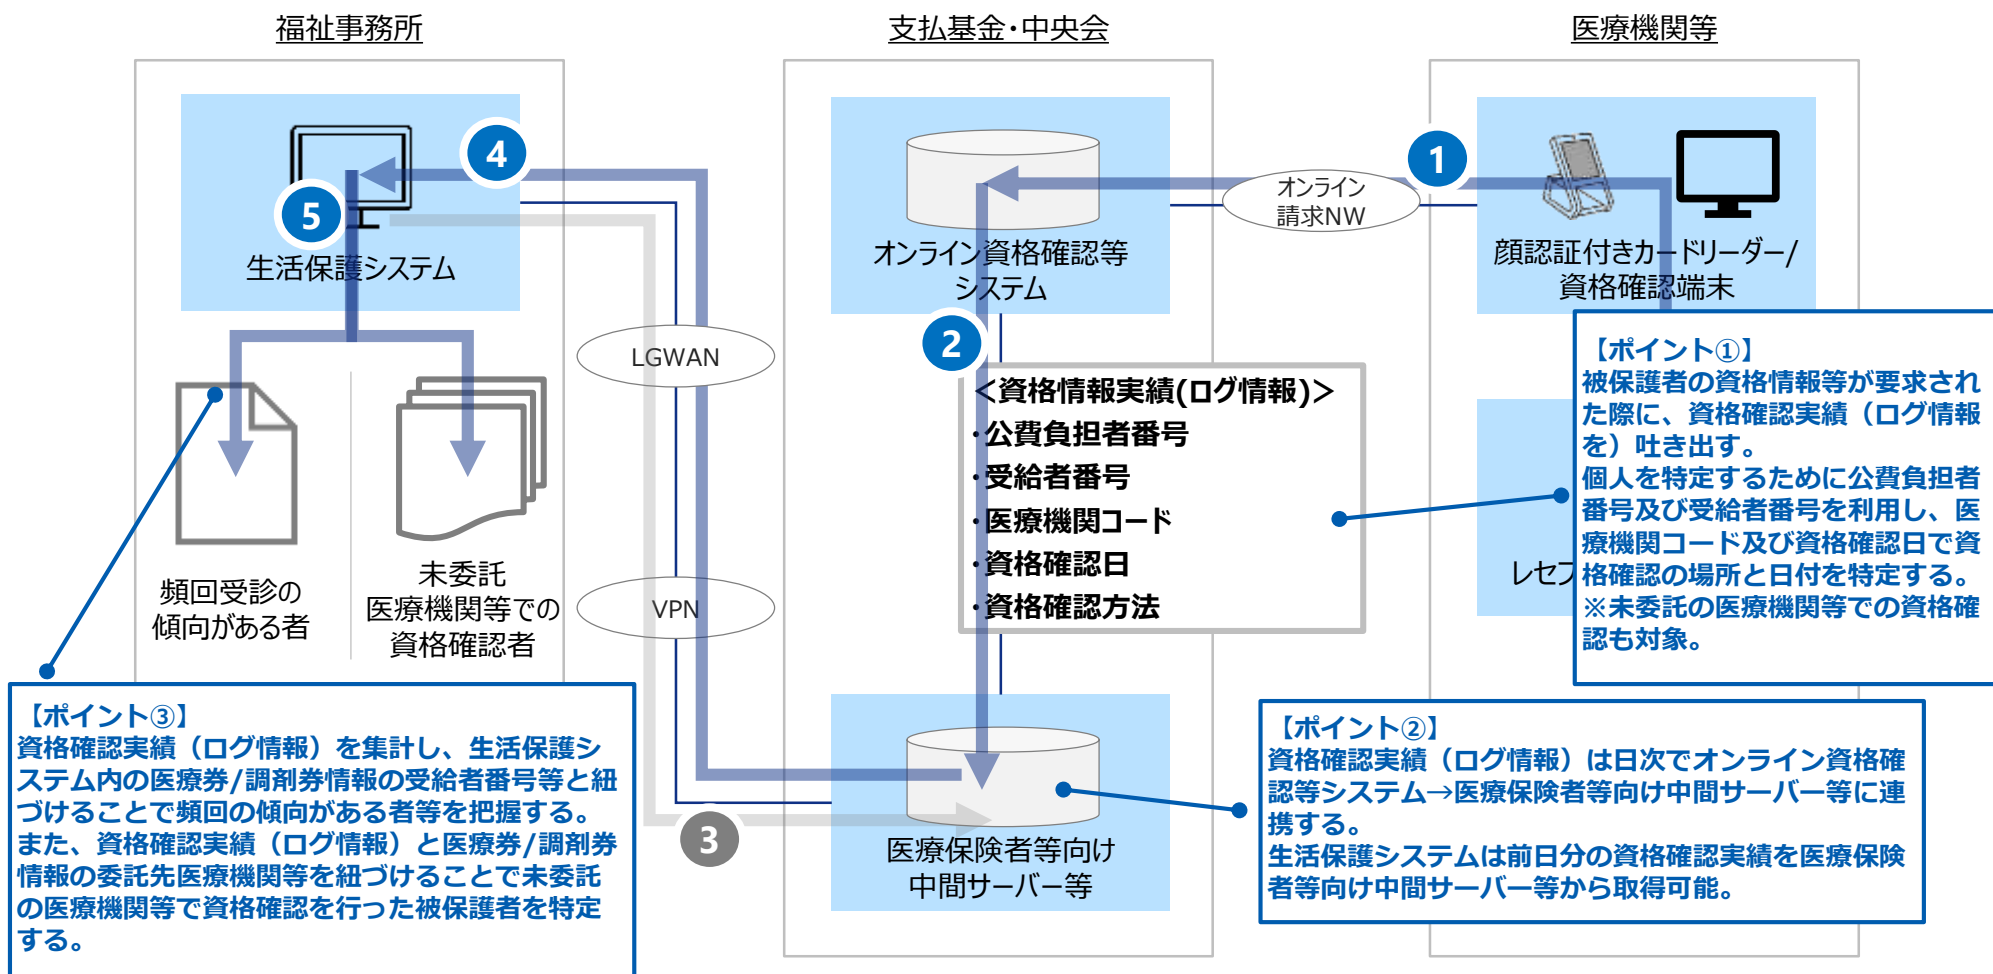 福祉事務所
支払基金・中央会
医療機関等
4
5
生活保護システム
頻回受診の
傾向がある者
未委託
医療機関等での
資格確認者
LGWAN
VPN
3
オンライン資格確認等
システム
2
<資格情報実績(ログ情報)>
・公費負担者番号
・受給者番号
・医療機関コード
・資格確認日
・資格確認方法
医療保険者等向け
中間サーバー等
オンライン
請求NW
1
顔認証付きカードリーダー/
資格確認端末
レセプ
【ポイント①】
被保護者の資格情報等が要求され
た際に、資格確認実績（ログ情報
を）吐き出す。
個人を特定するために公費負担者
番号及び受給者番号を利用し、医
療機関コード及び資格確認日で資
格確認の場所と日付を特定する。
※未委託の医療機関等での資格確
認も対象。
【ポイント②】
資格確認実績（ログ情報）は日次でオンライン資格確
認等システム→医療保険者等向け中間サーバー等に連
携する。
生活保護システムは前日分の資格確認実績を医療保険
者等向け中間サーバー等から取得可能。
【ポイント③】
資格確認実績（ログ情報）を集計し、生活保護シ
ステム内の医療券/調剤券情報の受給者番号等と紐
づけることで頻回の傾向がある者等を把握する。
また、資格確認実績（ログ情報）と医療券/調剤券
情報の委託先医療機関等を紐づけることで未委託
の医療機関等で資格確認を行った被保護者を特定
する。